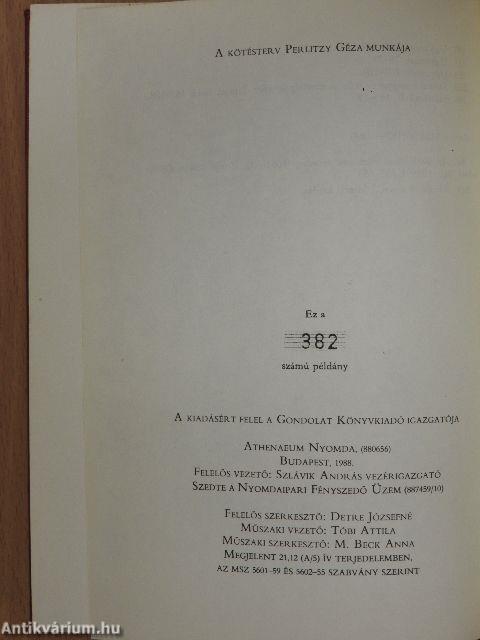 A KÖTÉSTERV PERLITZY GÉZA MUNKÁJA
Ez a
382
számú példány
A KIADÁSÉRT FELEL A GONDOLAT KÖNYVKIADÓ IGAZGATÓJA
ATHENAEUM NYOMDA, (880656)
BUDAPEST, 1988.
FELELŐS VEZETŐ: SZLÁVIK ANDRÁS VEZÉRIGAZGATÓ
SZEDTE A NYOMDAIPARI FÉNYSZEDŐ ÜZEM (887459/10)
FELELŐS SZERKESZTŐ: DETRE JÓZSEFNÉ
MŰSZAKI VEZETŐ: TÓBI ATTILA
MŰSZAKI SZERKESZTŐ: M. BECK ANNA
MEGJELENT 21,12 (A/5) ÍV TERJEDELEMBEN,
AZ MSZ 5601–59 ÉS 5602–55 SZABVÁNY SZERINT
Antikvárium.hu